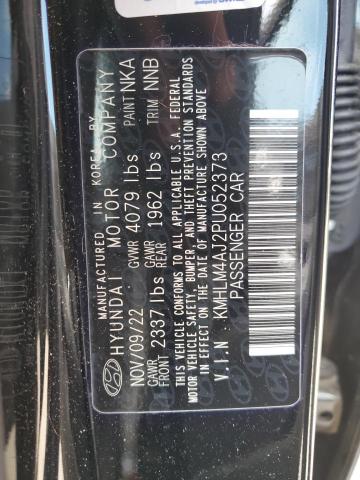 MANUFACTURED IN KOREA BY
HYUNDAI MOTOR COMPANY
NOV/09/22 GVWR 4079 lbs PAINT NKA
GAWR FRONT 2337 lbs GAWR REAR 1962 lbs TRIM NNB
THIS VEHICLE CONFORMS TO ALL APPLICABLE U.S.A. FEDERAL
MOTOR VEHICLE SAFETY, BUMPER, AND THEFT PREVENTION
STANDARDS IN EFFECT ON THE DATE OF MANUFACTURE SHOWN ABOVE
V.I.N : KMHLM4AJ2PU052373
PASSENGER CAR